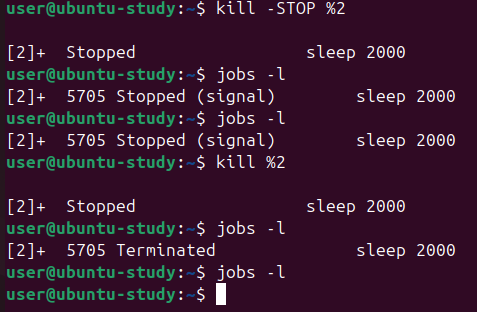 user@ubuntu-study:~$ kill -STOP %2

[2]+  Stopped                 sleep 2000
user@ubuntu-study:~$ jobs -l
[2]+  5705 Stopped (signal)        sleep 2000
user@ubuntu-study:~$ jobs -l
[2]+  5705 Stopped (signal)        sleep 2000
user@ubuntu-study:~$ kill %2

[2]+  Stopped                 sleep 2000
user@ubuntu-study:~$ jobs -l
[2]+  5705 Terminated              sleep 2000
user@ubuntu-study:~$ jobs -l
user@ubuntu-study:~$